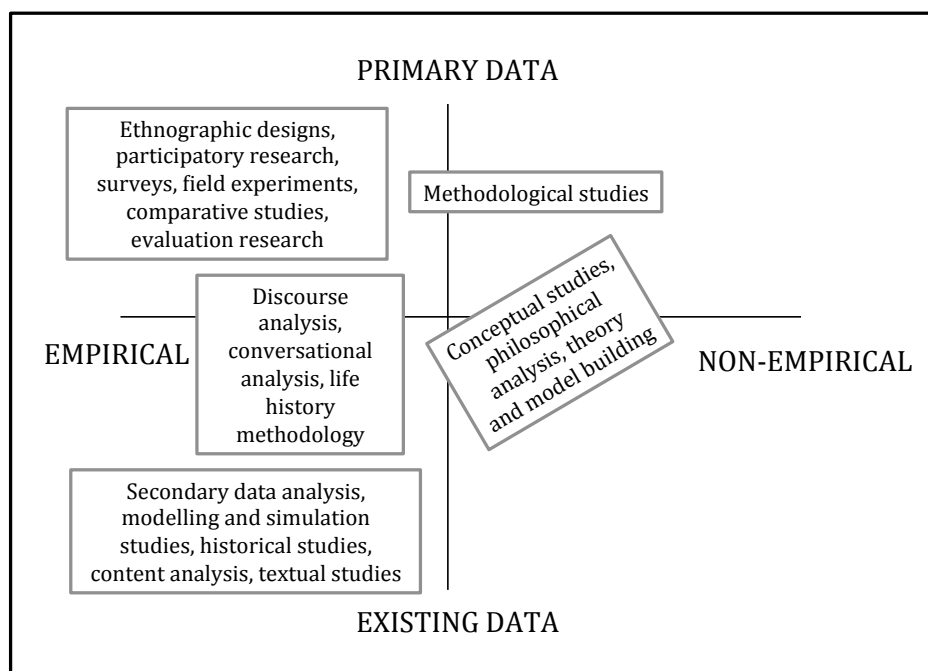 PRIMARY DATA
Ethnographic designs,
participatory research,
surveys, field experiments,
comparative studies,
evaluation research
Methodological studies
Discourse
analysis,
conversational
analysis, life
history
methodology
Conceptual studies,
philosophical
analysis, theory
and model building
EMPIRICAL
NON-EMPIRICAL
Secondary data analysis,
modelling and simulation
studies, historical studies,
content analysis, textual studies
EXISTING DATA